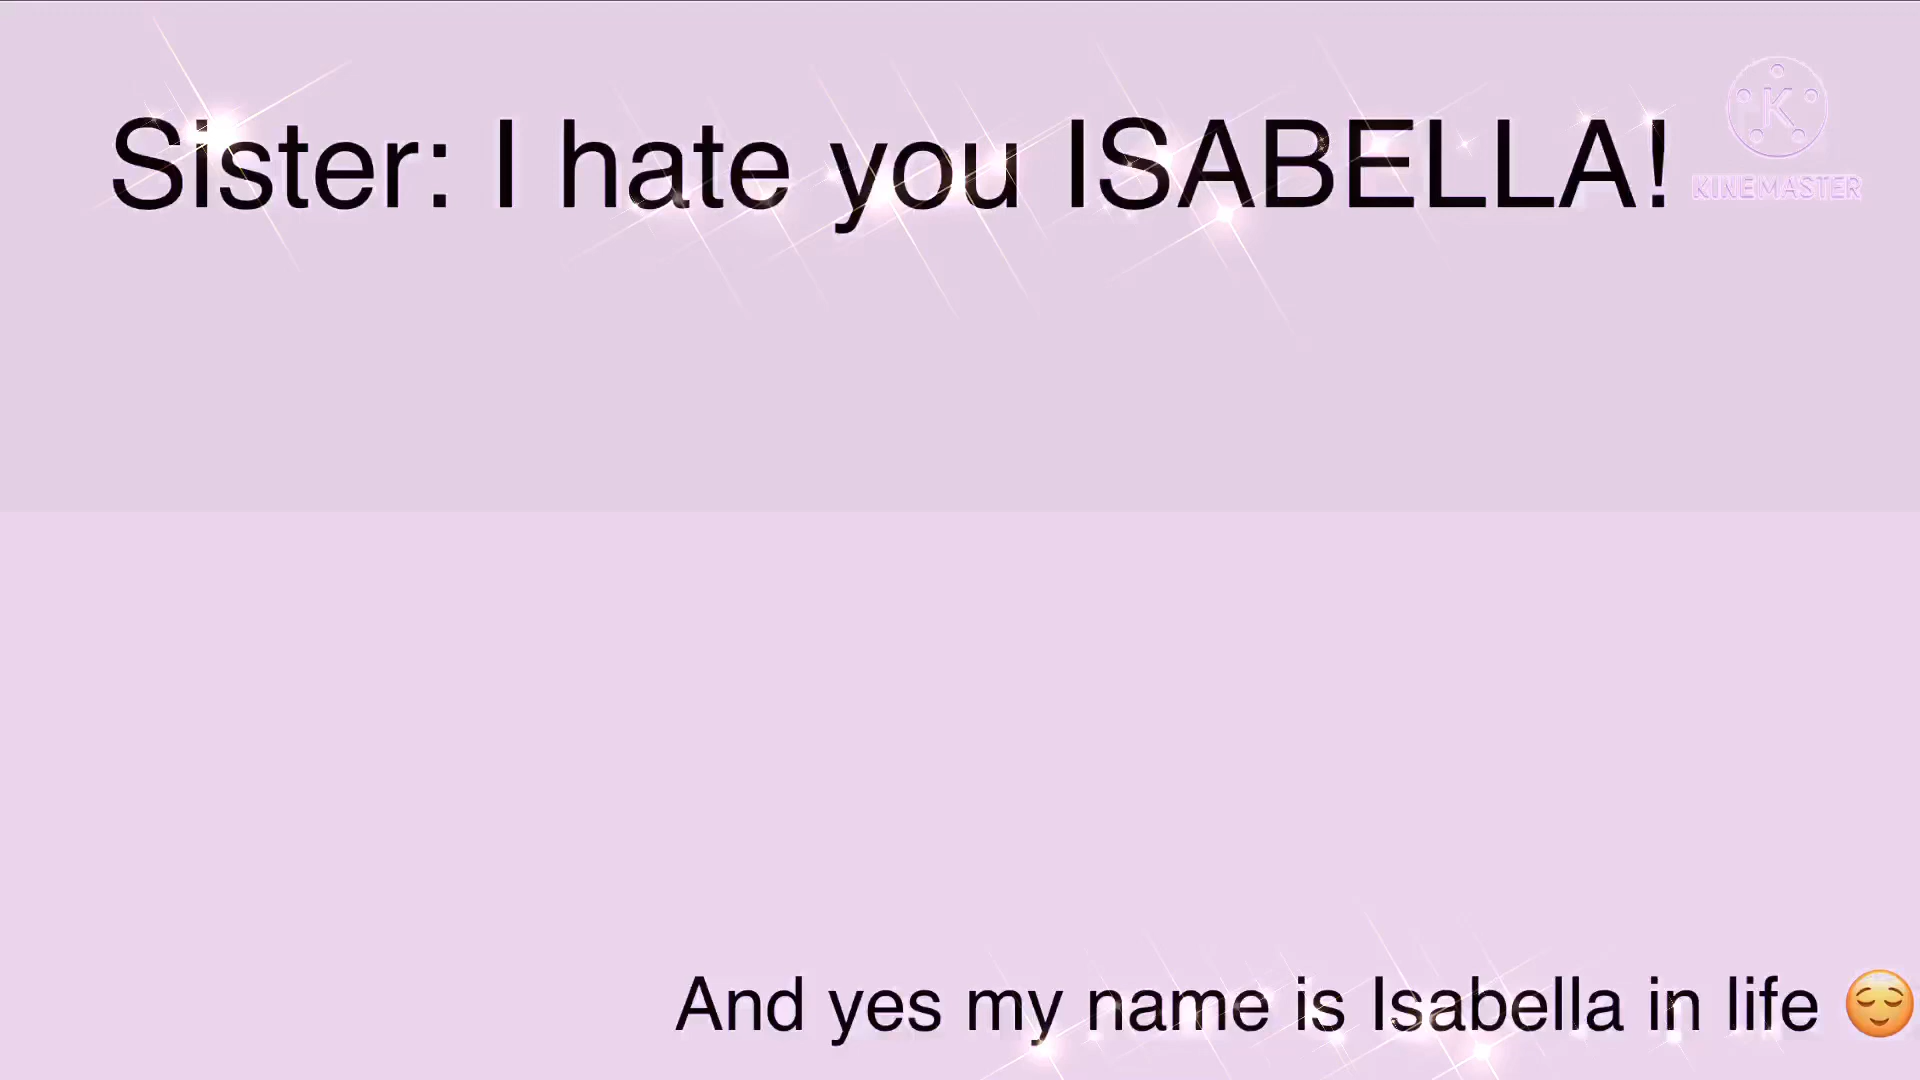 Sister: I hate you ISABELLA!
K
KINEMASTER
And yes my name is Isabella in life 😌